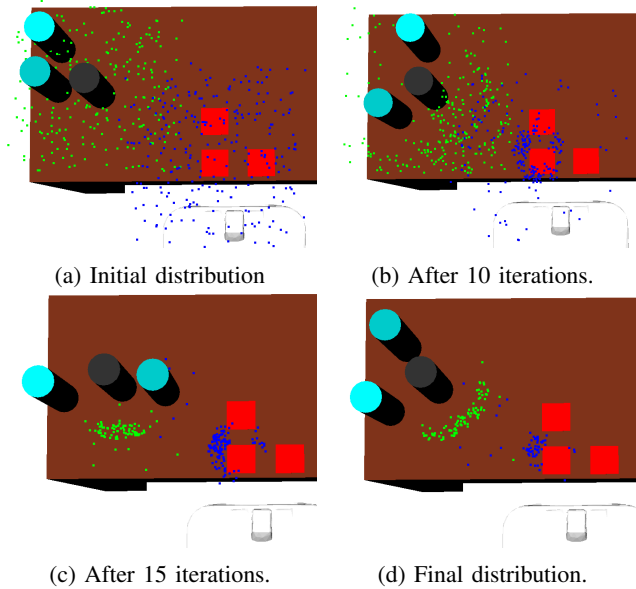 (a) Initial distribution
(b) After 10 iterations.
(c) After 15 iterations.
(d) Final distribution.